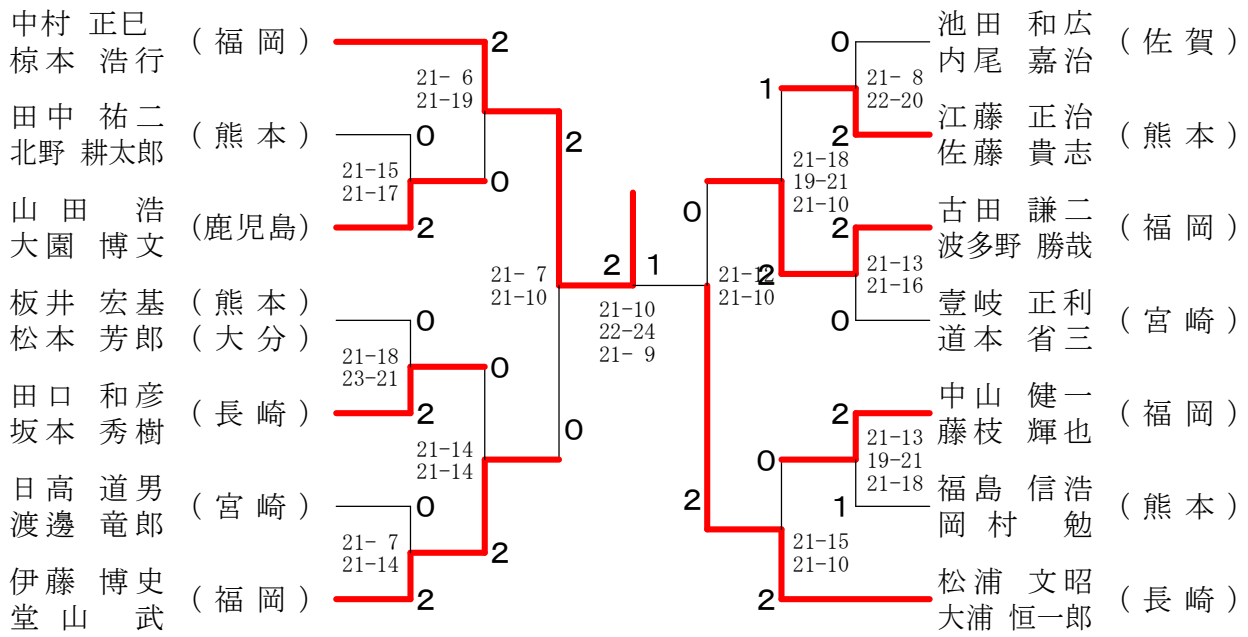 中村 正巳
椋本 浩行
(福岡)
2
21- 6
21-19
田中 祐二
北野 耕太郎
(熊本)
0
21-15
21-17
0
2
山田 浩
大園 博文
(鹿児島)
2
21- 7
21-10
板井 宏基 (熊本)
松本 芳郎 (大分)
0
21-18
23-21
0
田口 和彦
坂本 秀樹
(長崎)
2
21-14
21-14
0
日高 道男
渡邊 竜郎
(宮崎)
0
21- 7
21-14
2
伊藤 博史
堂山 武
(福岡)
2
2 1
21-10
22-24
21- 9
池田 和広
内尾 嘉治
(佐賀)
0
21- 8
22-20
1
江藤 正治
佐藤 貴志
(熊本)
2
21-18
19-21
21-10
0
古田 謙二
波多野 勝哉
(福岡)
2
21-13
21-16
2
21-12
21-10
壹岐 正利
道本 省三
(宮崎)
0
中山 健一
藤枝 輝也
(福岡)
2
21-13
19-21
21-18
0
福島 信浩
岡村 勉
(熊本)
1
2
21-15
21-10
松浦 文昭
大浦 恒一郎
(長崎)
2